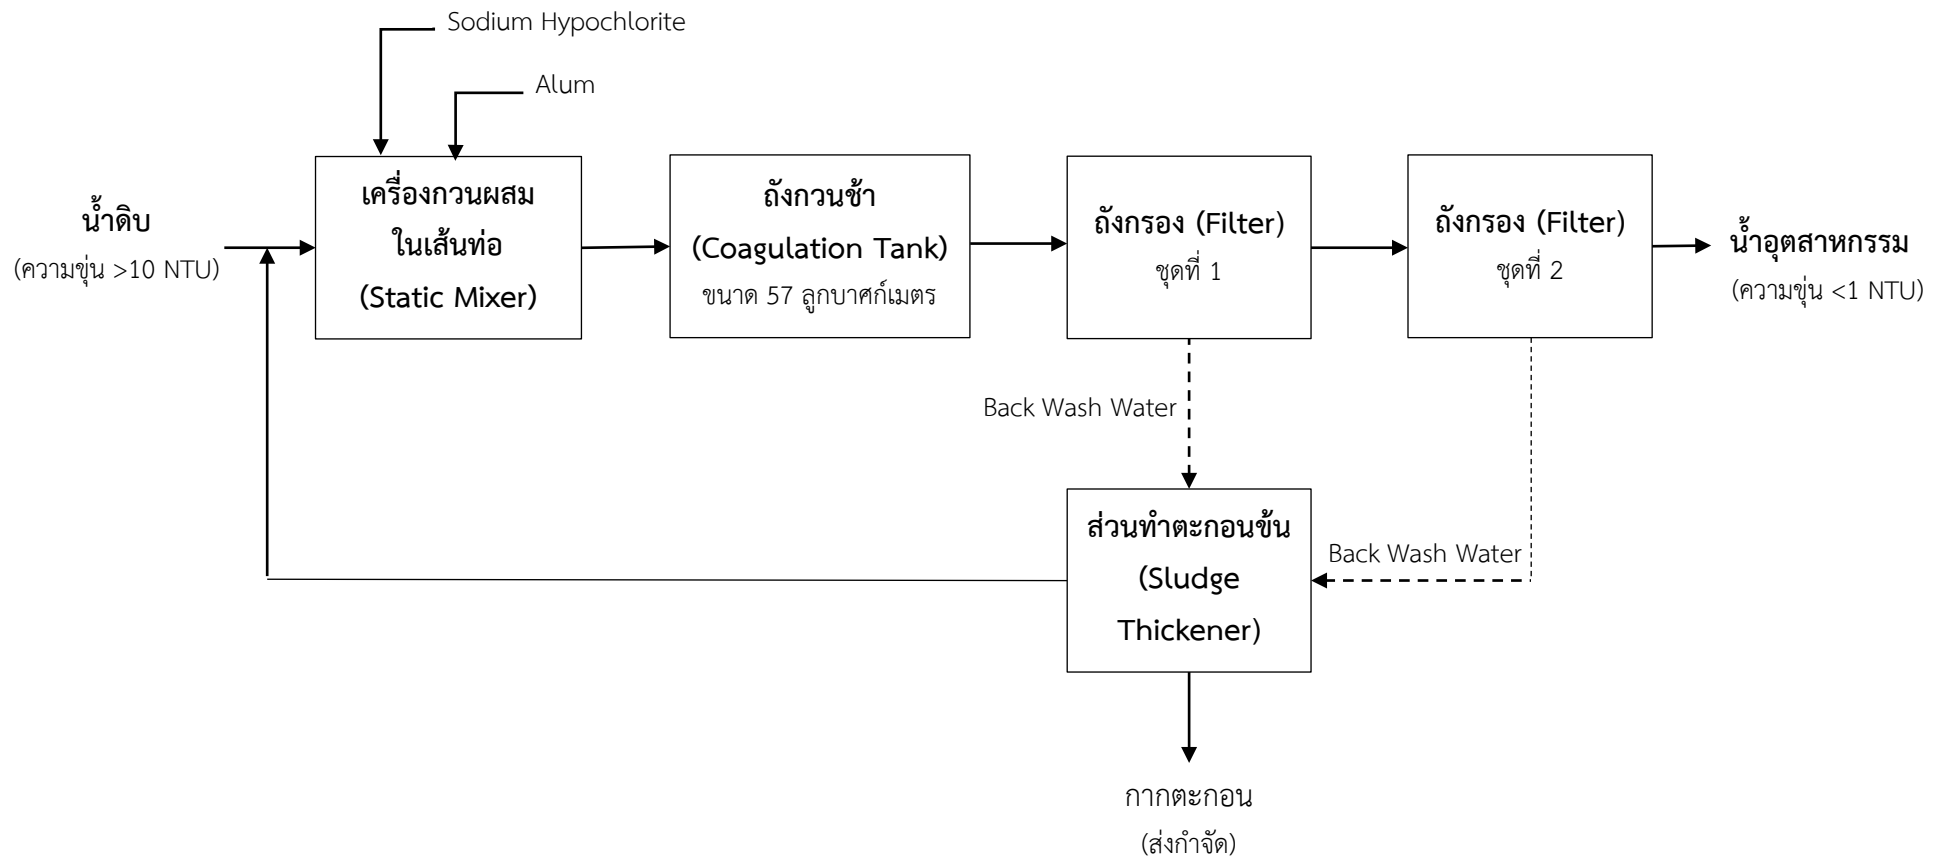 Sodium Hypochlorite
Alum
น้ำดิบ
(ความขุ่น >10 NTU)
เครื่องกวนผสม
ในเส้นท่อ
(Static Mixer)
ถังกวนช้า
(Coagulation Tank)
ขนาด 57 ลูกบาศก์เมตร
ถังกรอง (Filter)
ชุดที่ 1
ถังกรอง (Filter)
ชุดที่ 2
น้ำอุตสาหกรรม
(ความขุ่น <1 NTU)
Back Wash Water
ส่วนทำตะกอนข้น
(Sludge
Thickener)
Back Wash Water
กากตะกอน
(ส่งกำจัด)